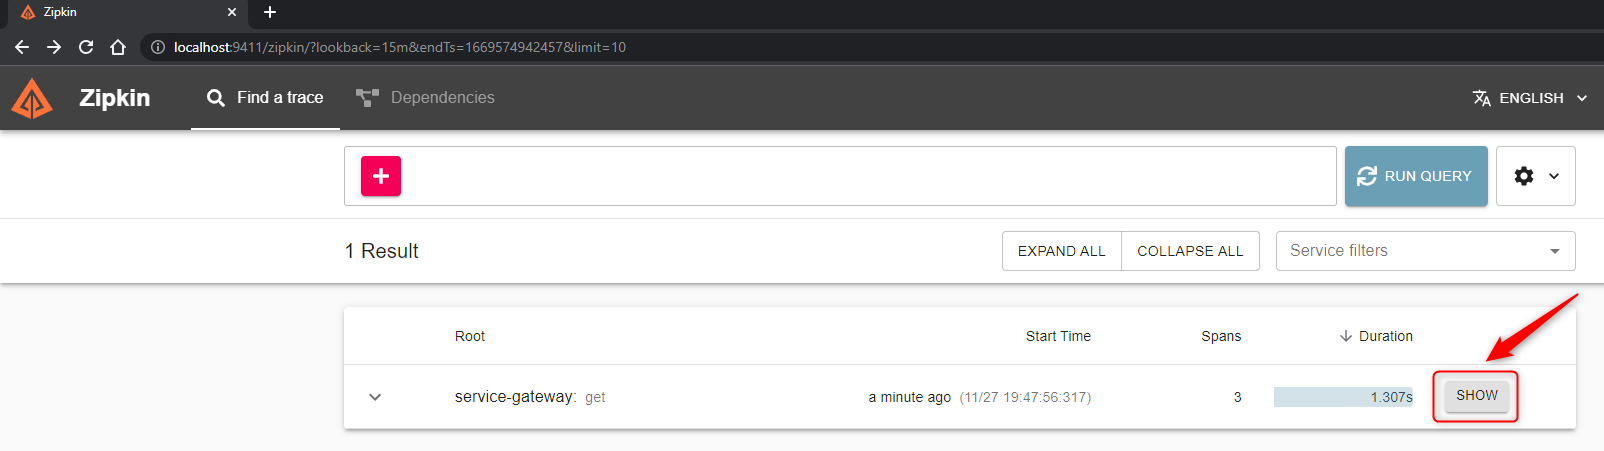 Zipkin
localhost:9411/zipkin/?lookback=15m&endTs=1669574942457&limit=10
Zipkin Find a trace Dependencies ENGLISH
RUN QUERY
1 Result EXPAND ALL COLLAPSE ALL Service filters
Root Start Time Spans Duration
service-gateway: get a minute ago (11/27 19:47:56:317) 3 1.307s SHOW